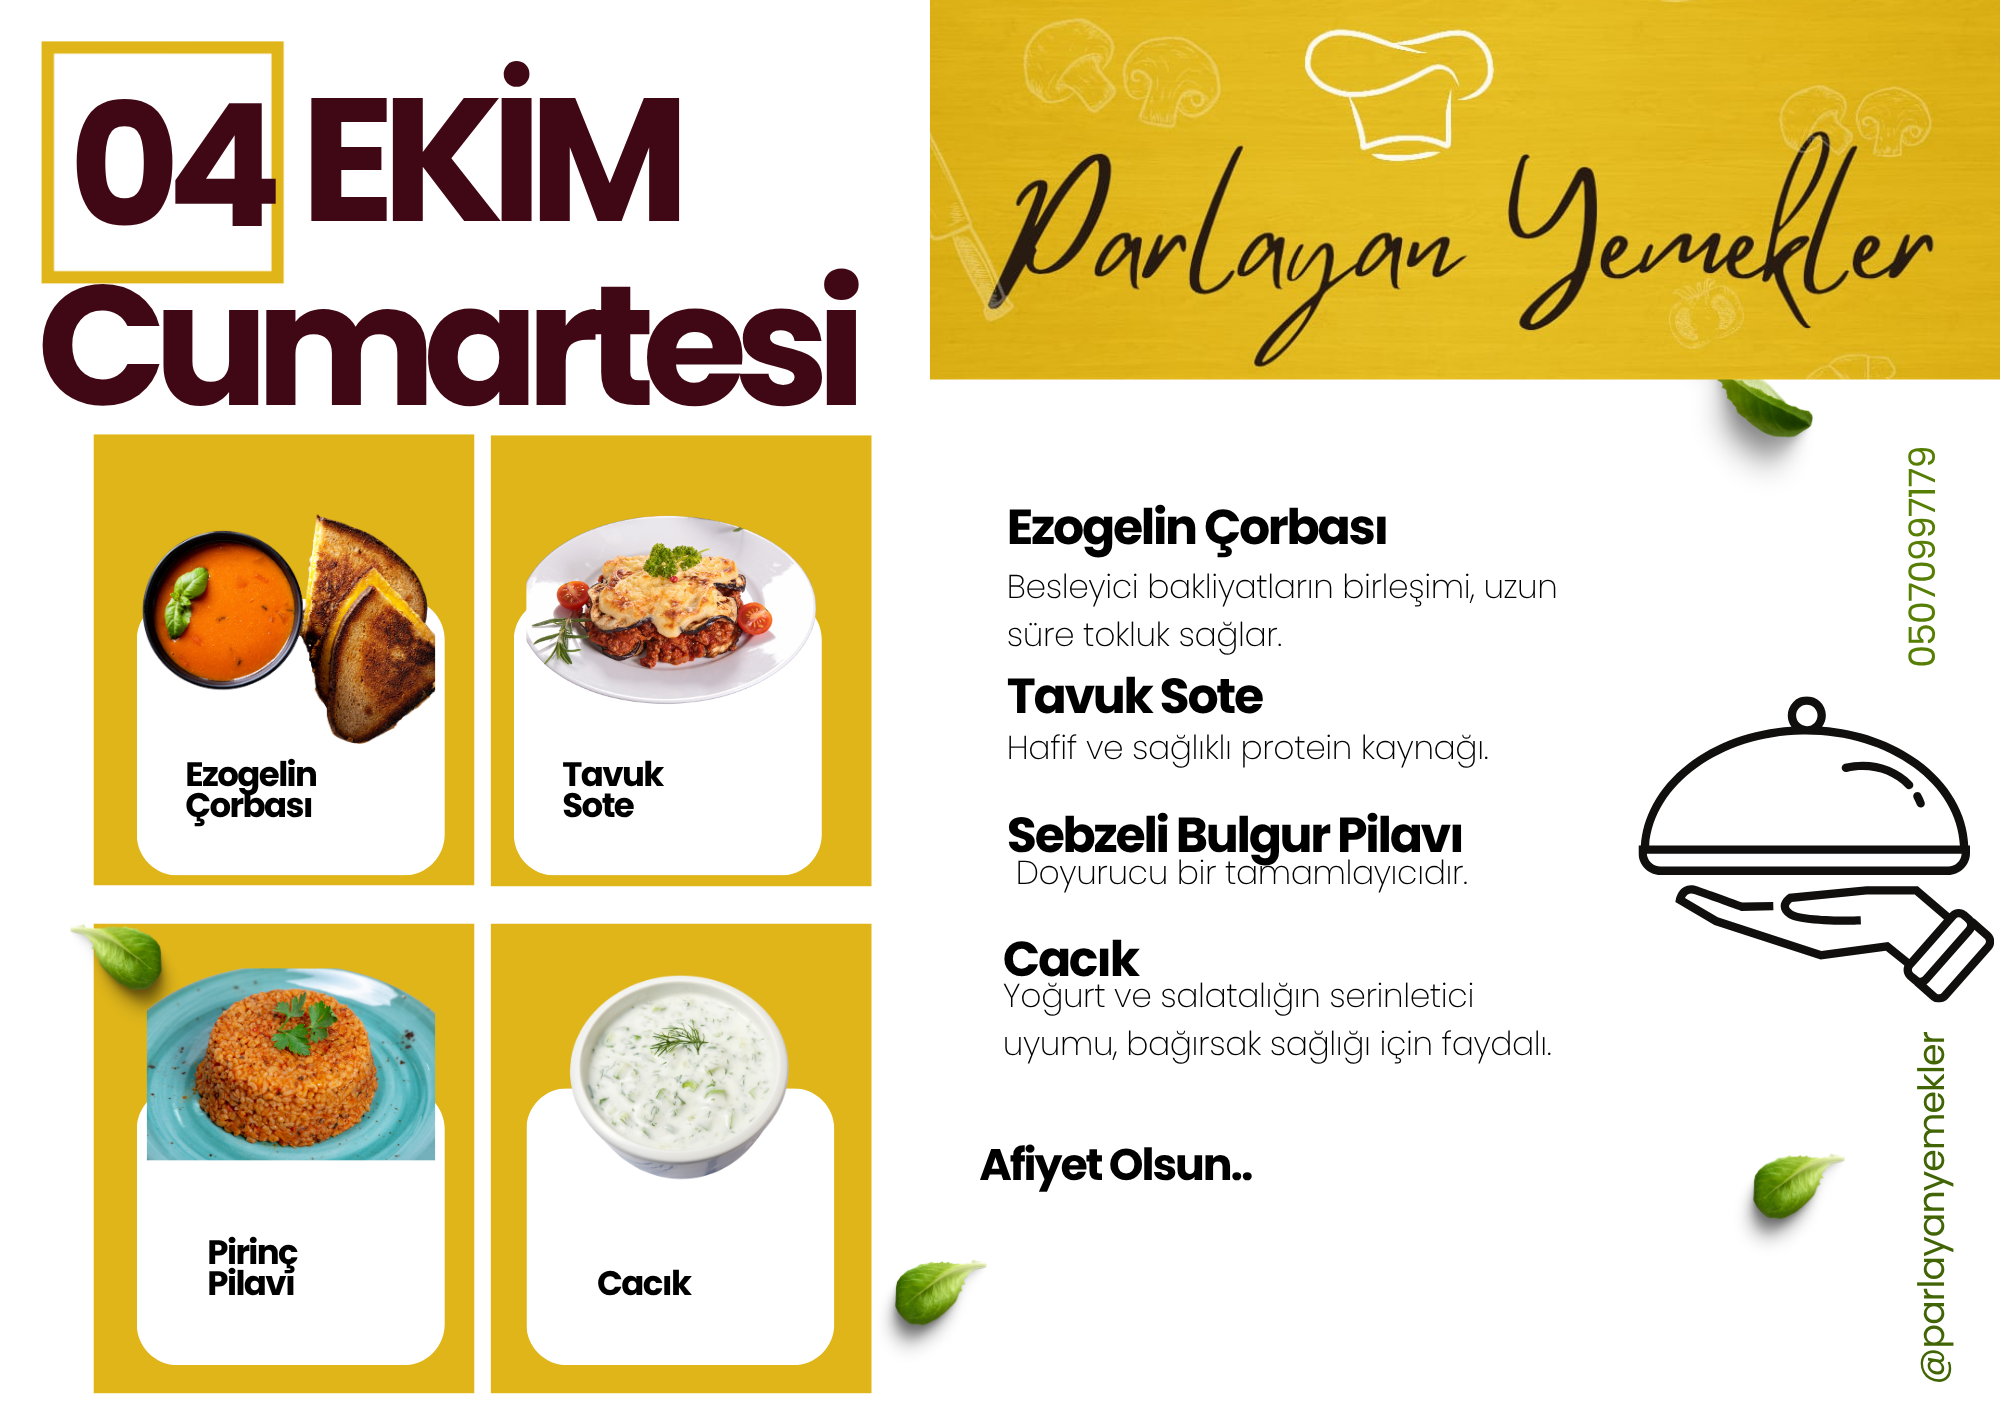 04 EKİM
Cumartesi
Parlayan Yemekler
Ezogelin
Çorbası
Tavuk
Sote
Pirinç
Pilavı
Cacık
Ezogelin Çorbası
Besleyici bakliyatların birleşimi, uzun
süre tokluk sağlar.
Tavuk Sote
Hafif ve sağlıklı protein kaynağı.
Sebzeli Bulgur Pilavı
Doyurucu bir tamamlayıcıdır.
Cacık
Yoğurt ve salatalığın serinletici
uyumu, bağırsak sağlığı için faydalı.
Afiyet Olsun..
05070997179
@parlayanyemekler